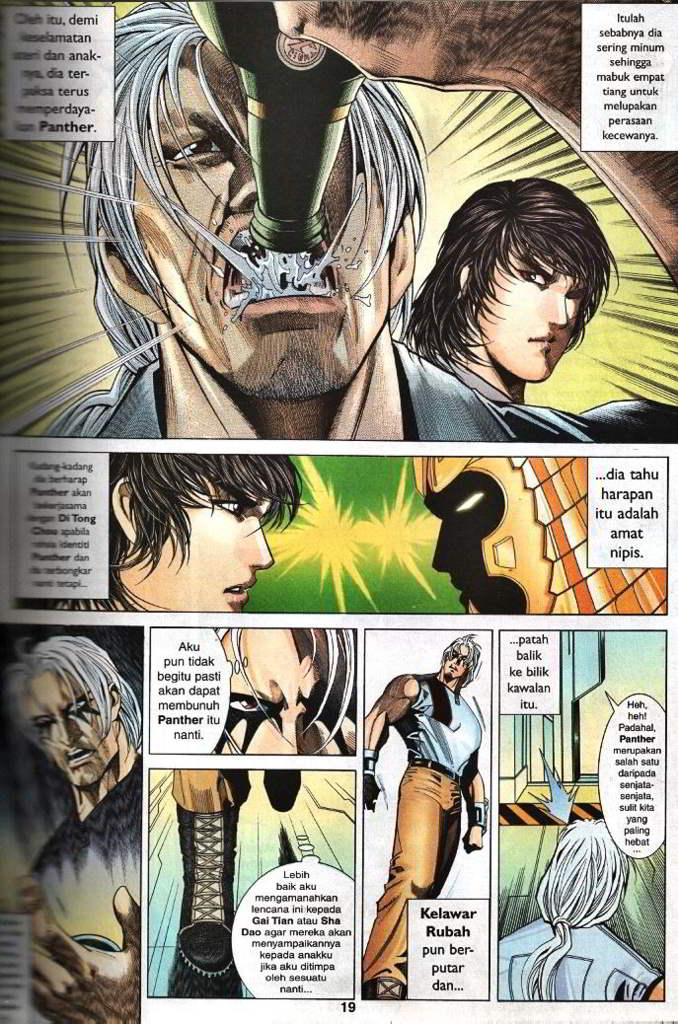 Oleh itu, demi
keselamatan
isteri dan anak-
nya, dia ter-
paksa terus
memperdaya-
kan Panther.
Itulah
sebabnya dia
sering minum
sehingga
mabuk empat
tiang untuk
melupakan
perasaan
kecewanya.
Kadang-kadang
dia berharap
Panther akan
bekerjasama
dengan Di Tong
Chou apabila
identiti
Panther dan
dia terbongkar
nanti tetapi...
...dia tahu
harapan
itu adalah
amat
nipis.
Aku
pun tidak
begitu pasti
akan dapat
membunuh
Panther itu
nanti.
Lebih
baik aku
mengamanahkan
lencana ini kepada
Gai Tian atau Sha
Dao agar mereka akan
menyampaikannya
kepada anakku
jika aku ditimpa
oleh sesuatu
nanti...
Kelawar
Rubah
pun ber-
putar
dan...
...patah
balik
ke bilik
kawalan
itu.
Heh,
heh!
Padahal,
Panther
merupakan
salah satu
daripada
senjata-
senjata,
sulit kita
yang
paling
hebat
...
19